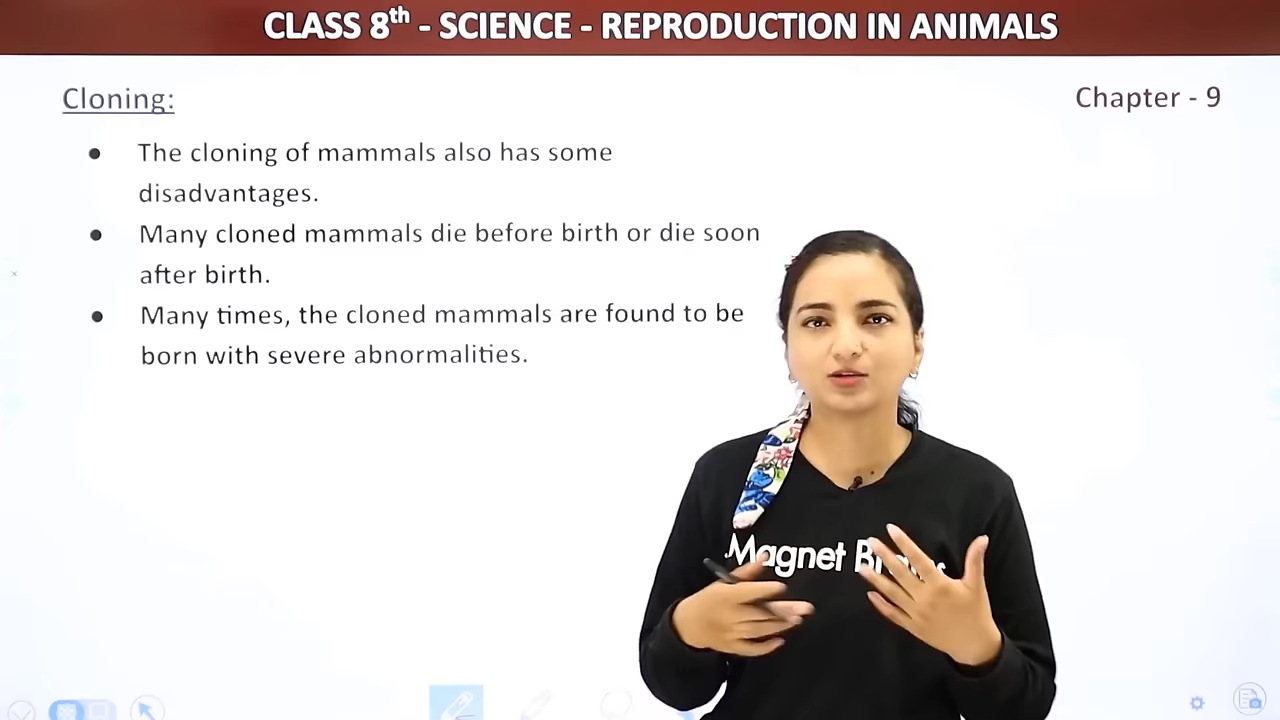 CLASS 8th - SCIENCE - REPRODUCTION IN ANIMALS
Cloning:
Chapter - 9
● The cloning of mammals also has some
disadvantages.
● Many cloned mammals die before birth or die soon
after birth.
● Many times, the cloned mammals are found to be
born with severe abnormalities.
Magnet